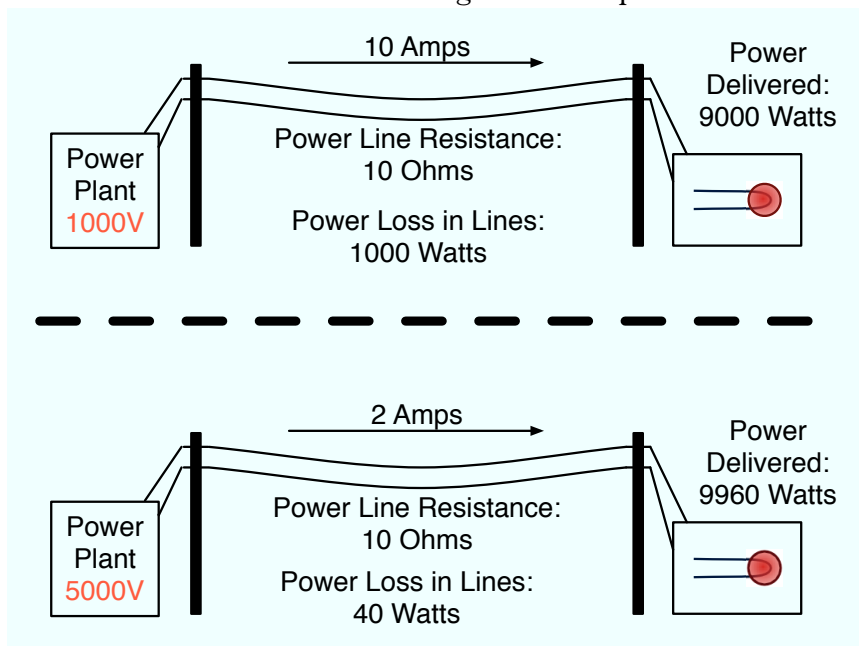 10 Amps
Power
Delivered:
9000 Watts
Power Line Resistance:
10 Ohms
Power
Plant
1000V
Power Loss in Lines:
1000 Watts
2 Amps
Power
Delivered:
9960 Watts
Power Line Resistance:
10 Ohms
Power
Plant
5000V
Power Loss in Lines:
40 Watts